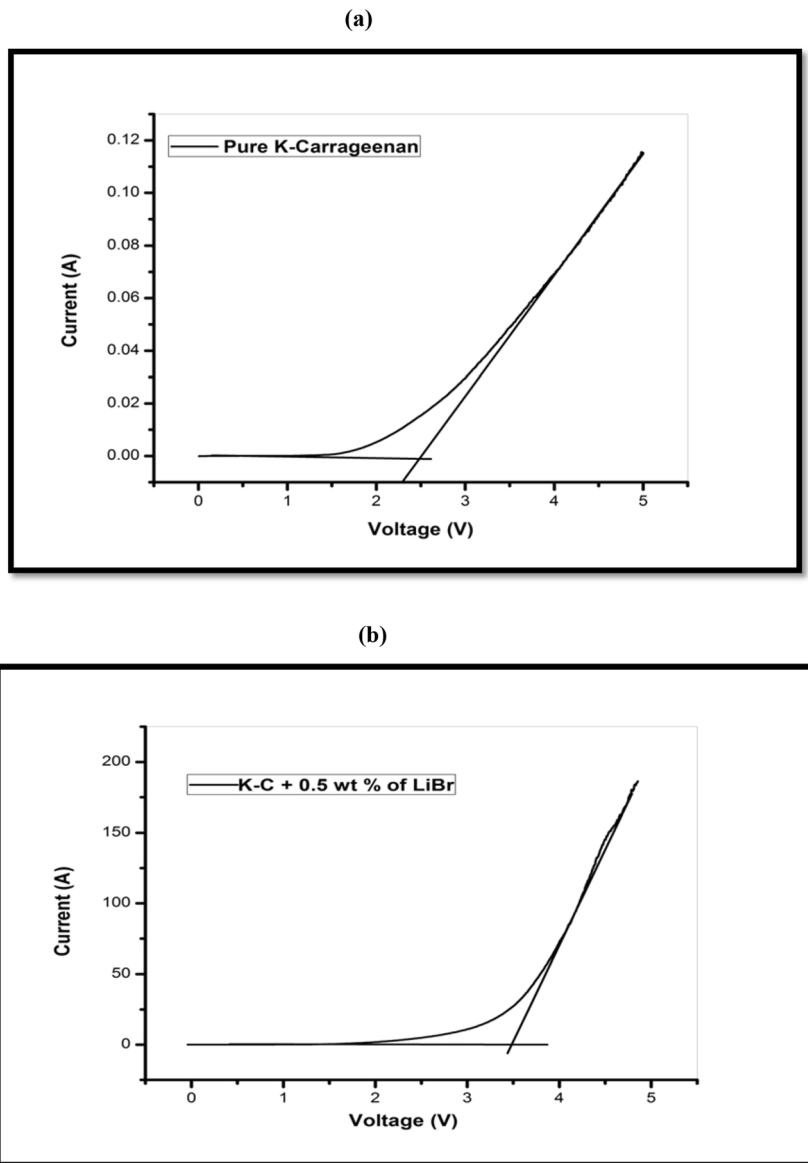 (a)
Pure K-Carrageenan
0.12
0.10
0.08
0.06
0.04
0.02
0.00
Current (A)
0 1 2 3 4 5
Voltage (V)
(b)
K-C + 0.5 wt % of LiBr
200
150
100
50
0
Current (A)
0 1 2 3 4 5
Voltage (V)